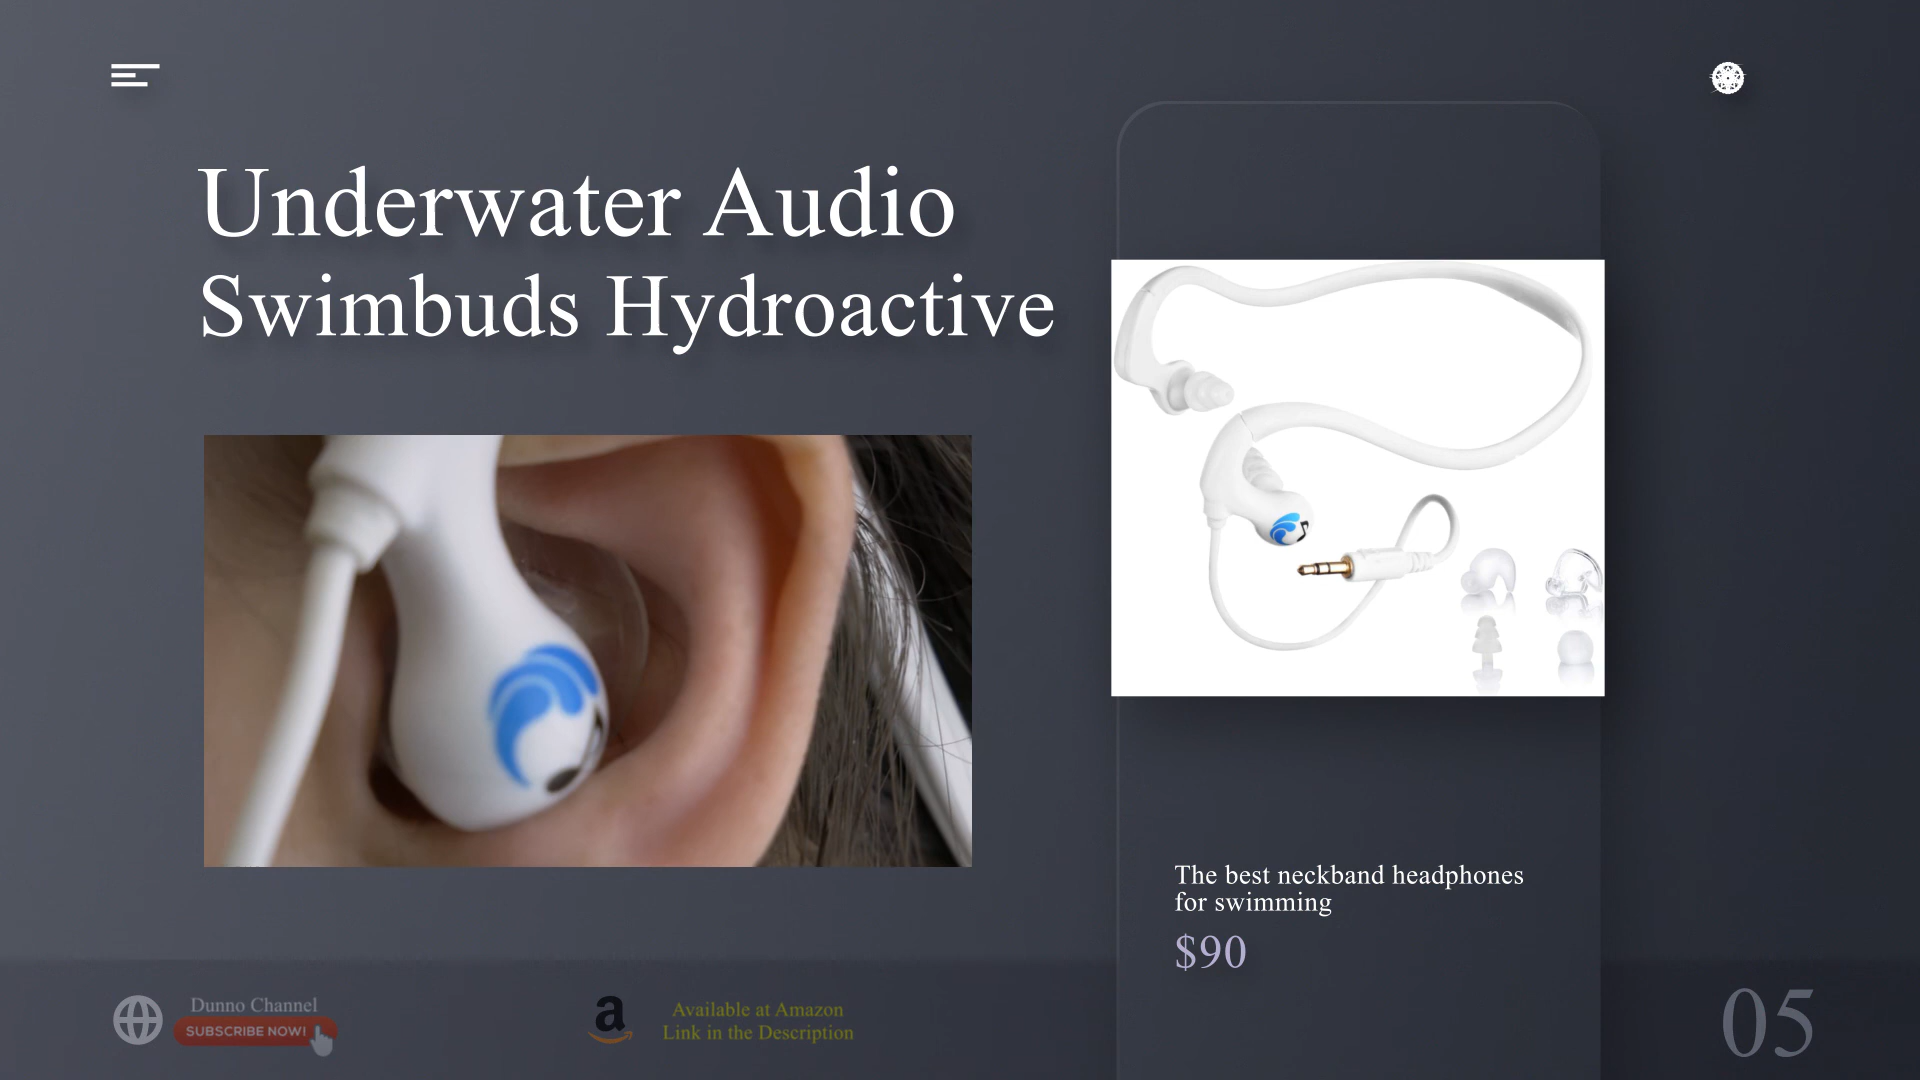 Underwater Audio
Swimbuds Hydroactive
The best neckband headphones
for swimming
$90
Dunno Channel
SUBSCRIBE NOW!
a
Available at Amazon
Link in the Description
05